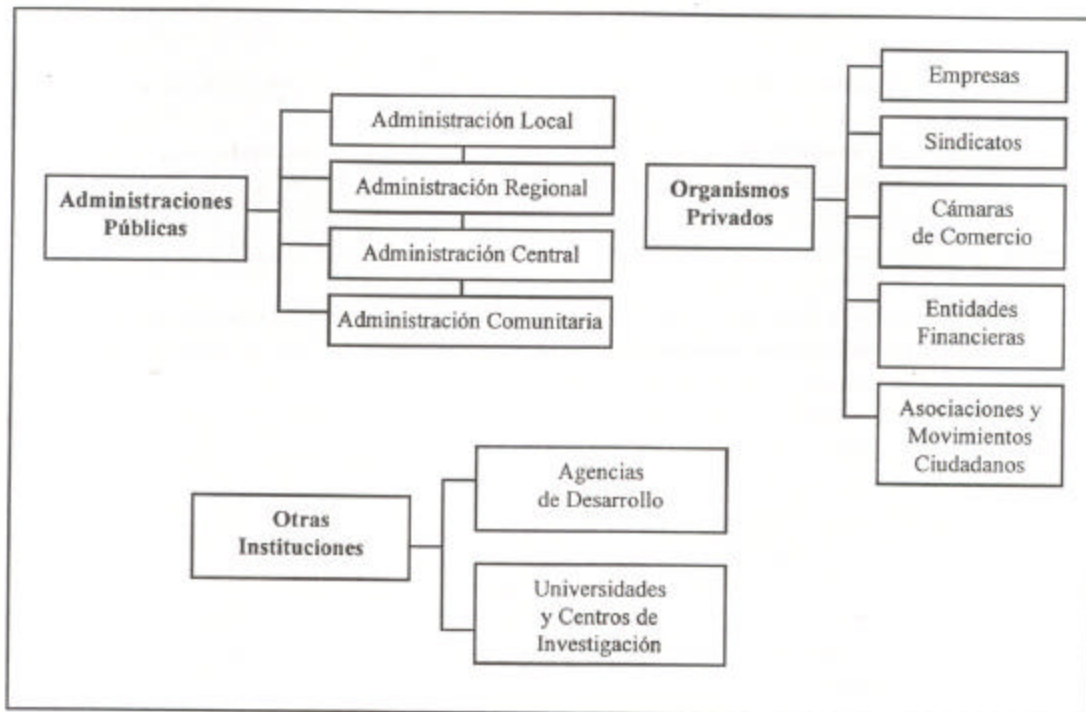 Administraciones
Públicas
Administración Local
Administración Regional
Administración Central
Administración Comunitaria
Organismos
Privados
Empresas
Sindicatos
Cámaras
de Comercio
Entidades
Financieras
Asociaciones y
Movimientos
Ciudadanos
Otras
Instituciones
Agencias
de Desarrollo
Universidades
y Centros de
Investigación